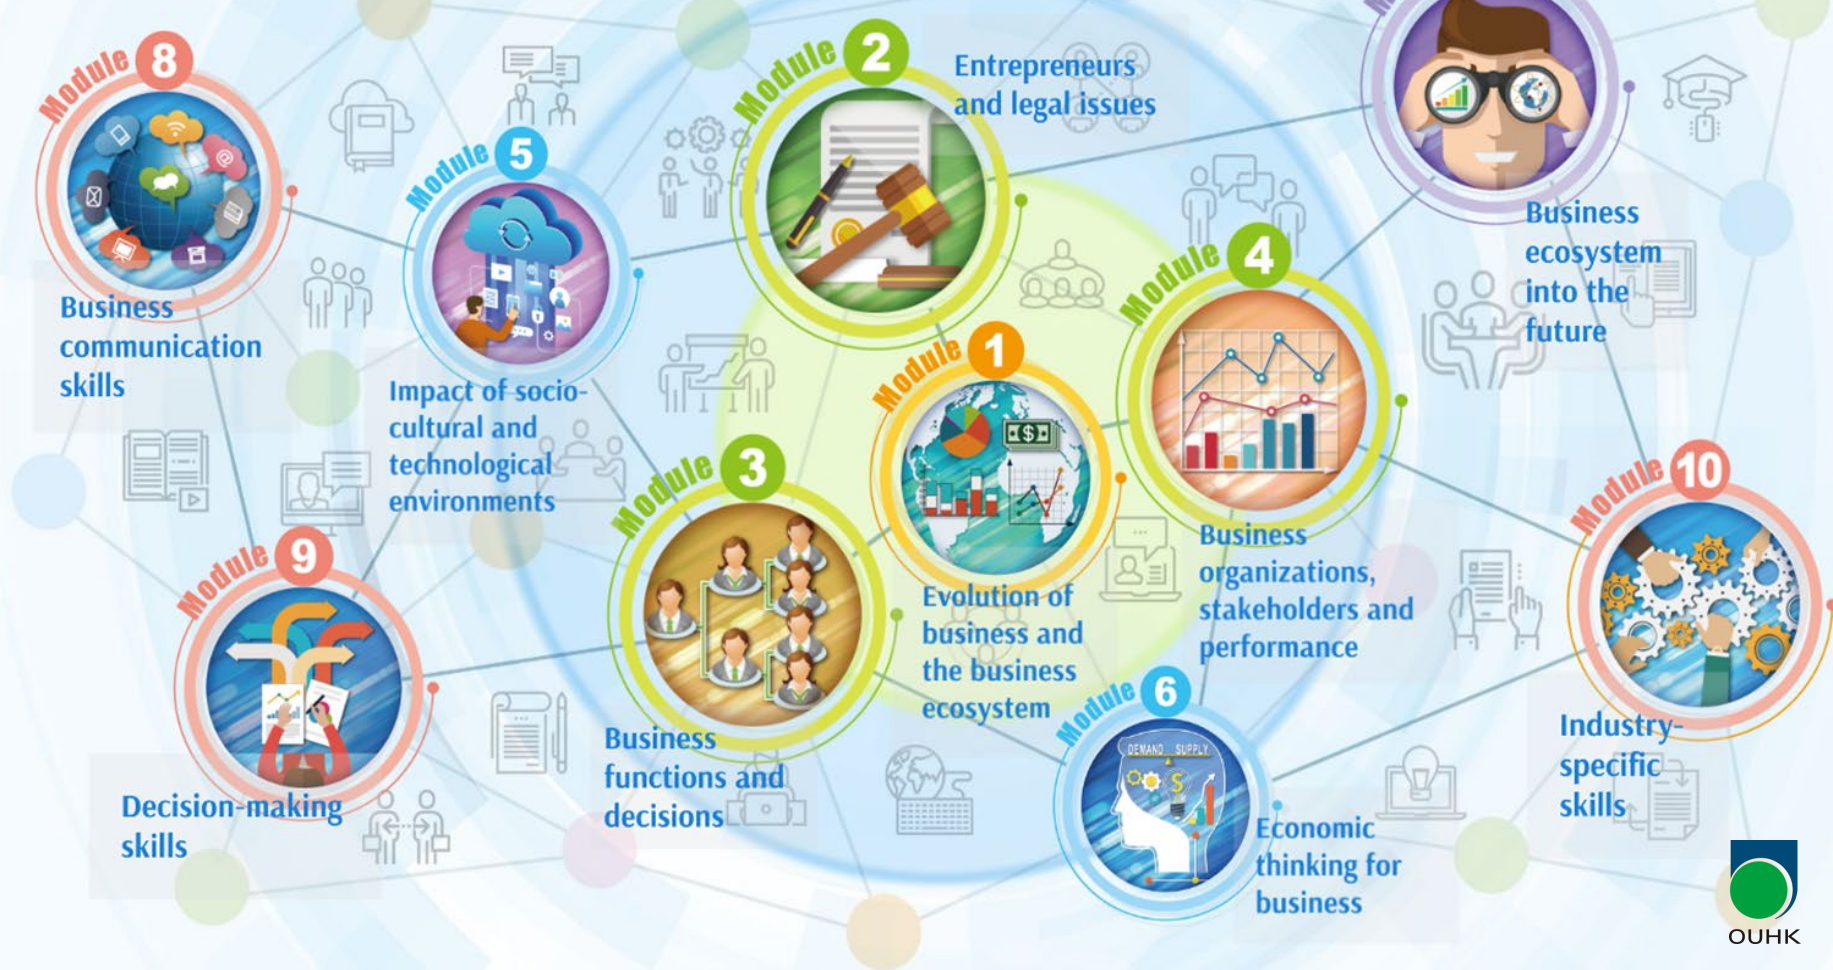 Module 8
Business
communication
skills
Module 5
Impact of socio-
cultural and
technological
environments
Module 2
Entrepreneurs
and legal issues
Business
ecosystem
into the
future
Module 4
Business
organizations,
stakeholders and
performance
Module 1
Evolution of
business and
the business
ecosystem
Module 3
Business
functions and
decisions
Module 9
Decision-making
skills
Module 6
DEMAND SUPPLY
Economic
thinking for
business
Module 10
Industry-
specific
skills
OUHK